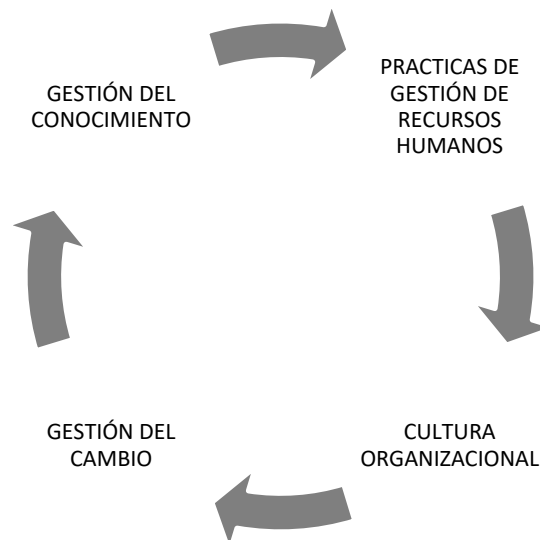 GESTIÓN DEL
CONOCIMIENTO
PRACTICAS DE
GESTIÓN DE
RECURSOS
HUMANOS
GESTIÓN DEL
CAMBIO
CULTURA
ORGANIZACIONAL